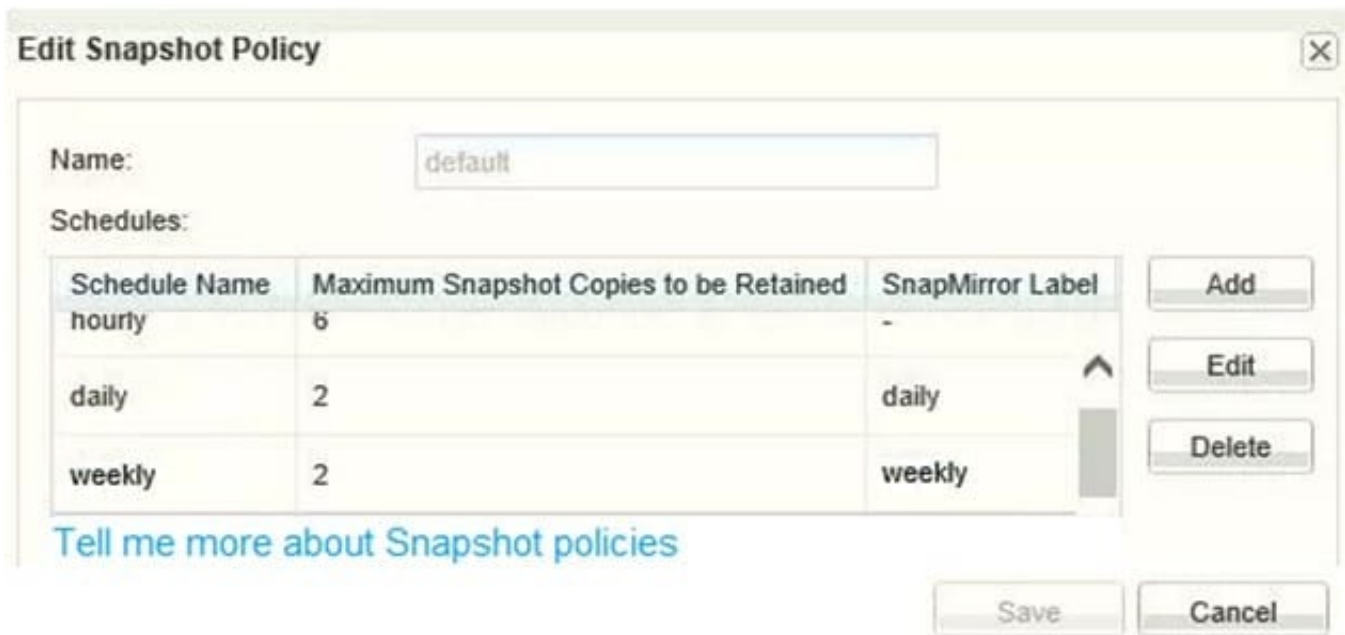 Edit Snapshot Policy
Name: default
Schedules:
Schedule Name Maximum Snapshot Copies to be Retained SnapMirror Label
hourly 6 -
daily 2 daily
weekly 2 weekly
Add
Edit
Delete
Tell me more about Snapshot policies
Save Cancel